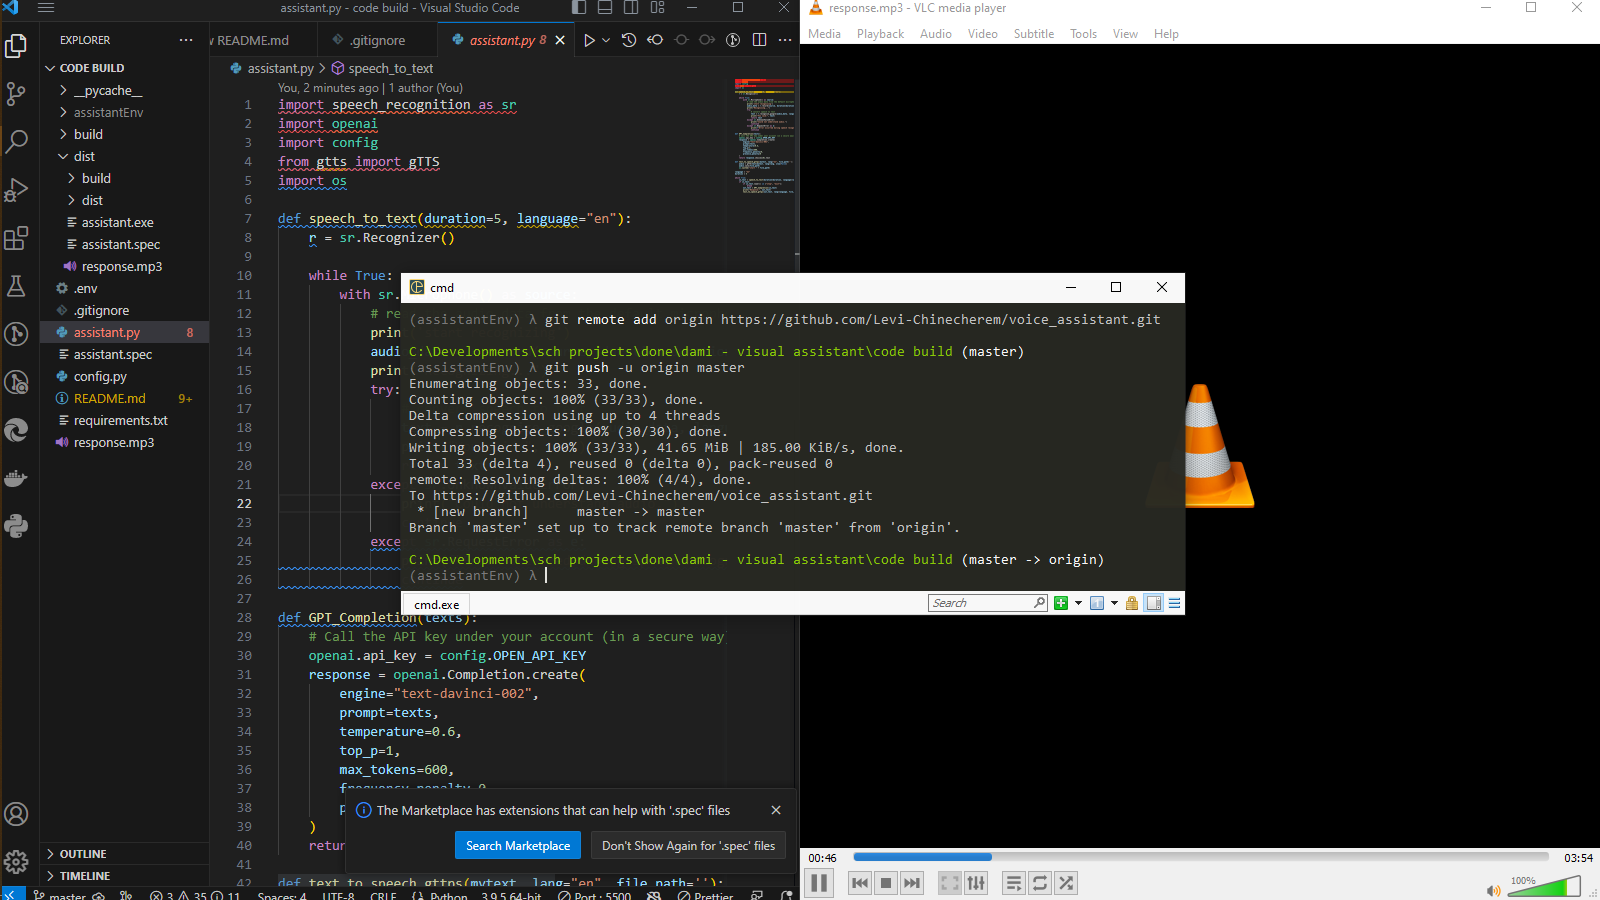 assistant.py - code build - Visual Studio Code
EXPLORER
CODE BUILD
__pycache__
assistantEnv
build
dist
build
dist
assistant.exe
assistant.spec
response.mp3
.env
.gitignore
assistant.py 8
assistant.spec
config.py
README.md 9+
requirements.txt
response.mp3
OUTLINE
TIMELINE
README.md
.gitignore
assistant.py 8
assistant.py > speech_to_text
You, 2 minutes ago | 1 author (You)
1 import speech_recognition as sr
2 import openai
3 import config
4 from gtts import gTTS
5 import os
6
7 def speech_to_text(duration=5, language="en"):
8 r = sr.Recognizer()
9
10 while True:
11 with sr.
12 # re
13 prin
14 audi
15 prin
16 try:
17
18
19
20
21 exce
22
23
24 exce
25
26
27
28 def GPT_Completion(texts):
29 # Call the API key under your account (in a secure way
30 openai.api_key = config.OPEN_API_KEY
31 response = openai.Completion.create(
32 engine="text-davinci-002",
33 prompt=texts,
34 temperature=0.6,
35 top_p=1,
36 max_tokens=600,
37 frequency_penalty=0
38 p
39 )
40 retur
41
42 def text_to_speech_gttps(mytext, lang="en", file_path=''):
The Marketplace has extensions that can help with '.spec' files
Search Marketplace
Don't Show Again for '.spec' files
master
3 35 11
Spaces: 4
UTF-8
CRLF
Python
3.9.5 64-bit
Port : 5500
Prettier
cmd
(assistantEnv) λ git remote add origin https://github.com/Levi-Chinecherem/voice_assistant.git
C:\Developments\sch projects\done\dami - visual assistant\code build (master)
(assistantEnv) λ git push -u origin master
Enumerating objects: 33, done.
Counting objects: 100% (33/33), done.
Delta compression using up to 4 threads
Compressing objects: 100% (30/30), done.
Writing objects: 100% (33/33), 41.65 MiB | 185.00 KiB/s, done.
Total 33 (delta 4), reused 0 (delta 0), pack-reused 0
remote: Resolving deltas: 100% (4/4), done.
To https://github.com/Levi-Chinecherem/voice_assistant.git
* [new branch] master -> master
Branch 'master' set up to track remote branch 'master' from 'origin'.
C:\Developments\sch projects\done\dami - visual assistant\code build (master -> origin)
(assistantEnv) λ
cmd.exe
Search
response.mp3 - VLC media player
Media Playback Audio Video Subtitle Tools View Help
00:46
03:54
100%